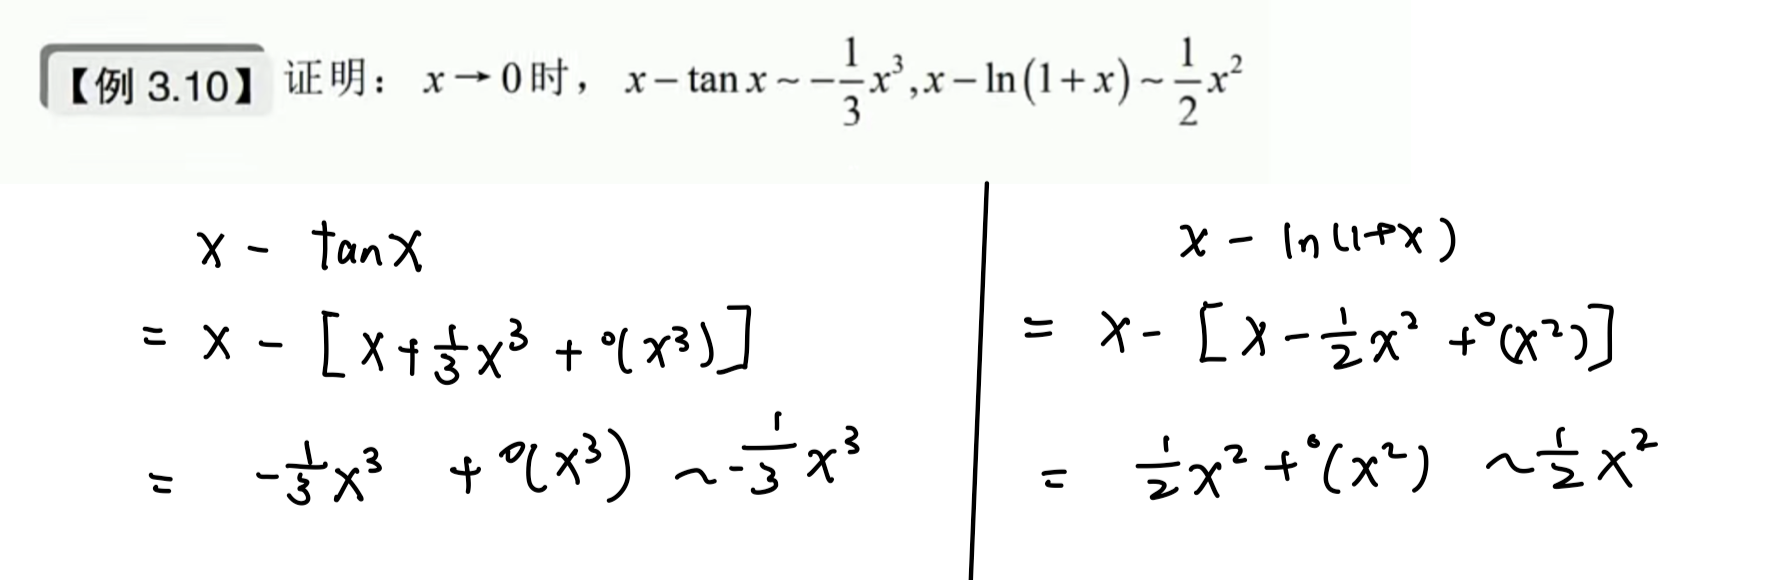 【例 3.10】 证明: x→0时, x－tan x～－1/3 x³, x－ln(1+x)～1/2 x²
x - tanx
= x - [x+1/3 x³ + o(x³)]
= -1/3 x³ + o(x³) ~ -1/3 x³
x - ln(1+x)
= x - [x - 1/2 x² + o(x²)]
= 1/2 x² + o(x²) ~ 1/2 x²